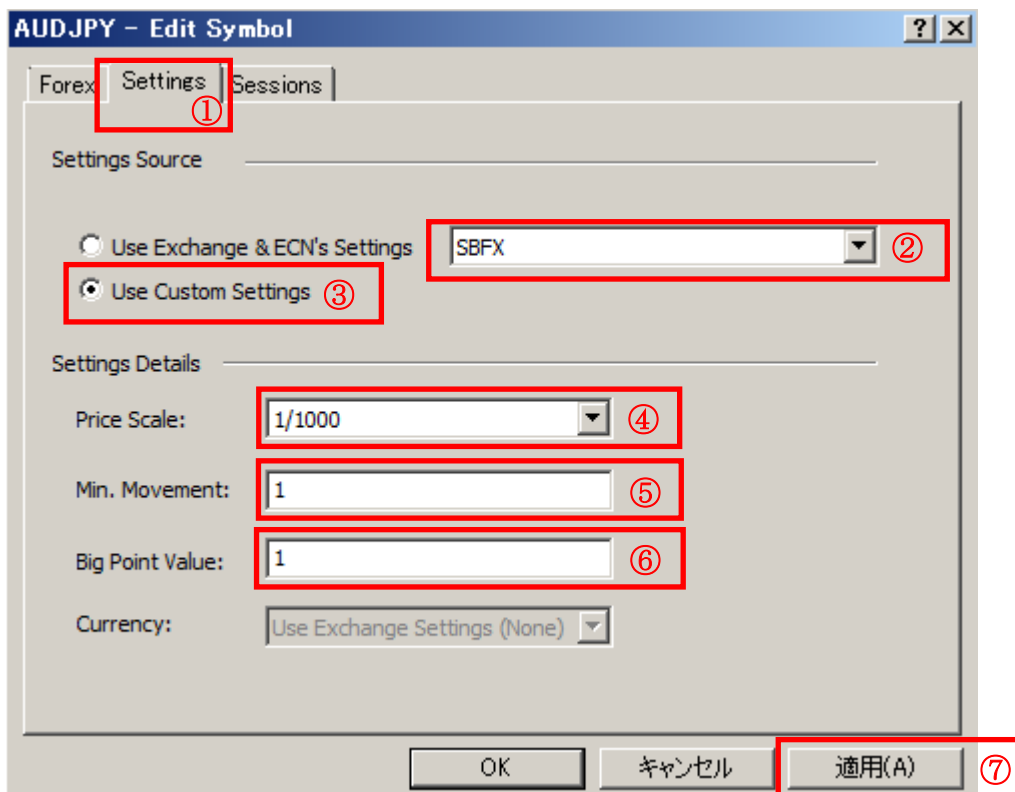 AUDJPY - Edit Symbol ? ×
Forex Settings Sessions
①
Settings Source
Use Exchange & ECN's Settings SBFX ②
Use Custom Settings ③
Settings Details
Price Scale: 1/1000 ④
Min. Movement: 1 ⑤
Big Point Value: 1 ⑥
Currency: Use Exchange Settings (None)
OK キャンセル 適用(A) ⑦